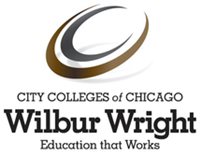 CITY COLLEGES of CHICAGO
Wilbur Wright
Education that Works